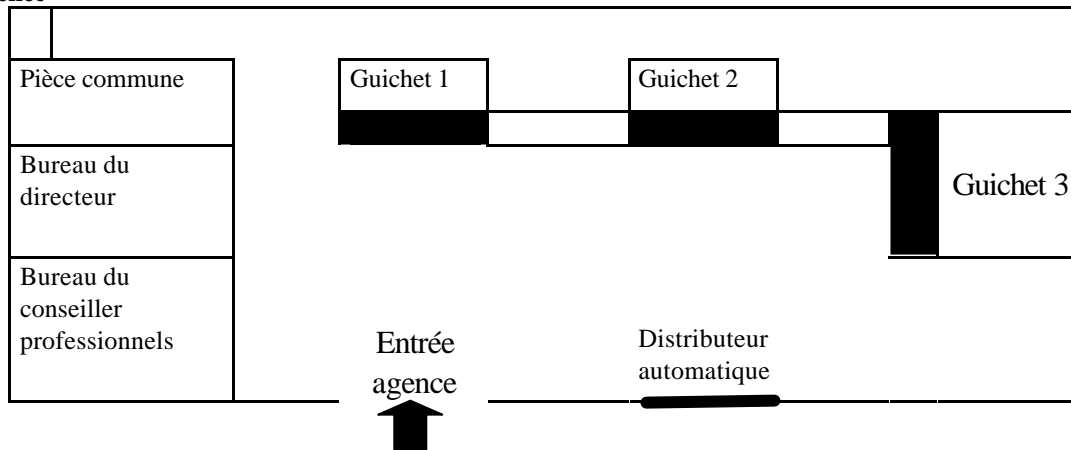 Pièce commune
Guichet 1
Guichet 2
Bureau du
directeur
Guichet 3
Bureau du
conseiller
professionnels
Entrée
agence
Distributeur
automatique